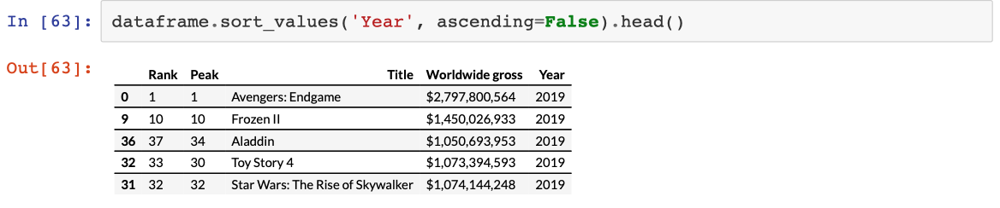 In [63]: dataframe.sort_values('Year', ascending=False).head()
Out[63]:
Rank Peak Title Worldwide gross Year
0 1 1 Avengers: Endgame $2,797,800,564 2019
9 10 10 Frozen II $1,450,026,933 2019
36 37 34 Aladdin $1,050,693,953 2019
32 33 30 Toy Story 4 $1,073,394,593 2019
31 32 32 Star Wars: The Rise of Skywalker $1,074,144,248 2019